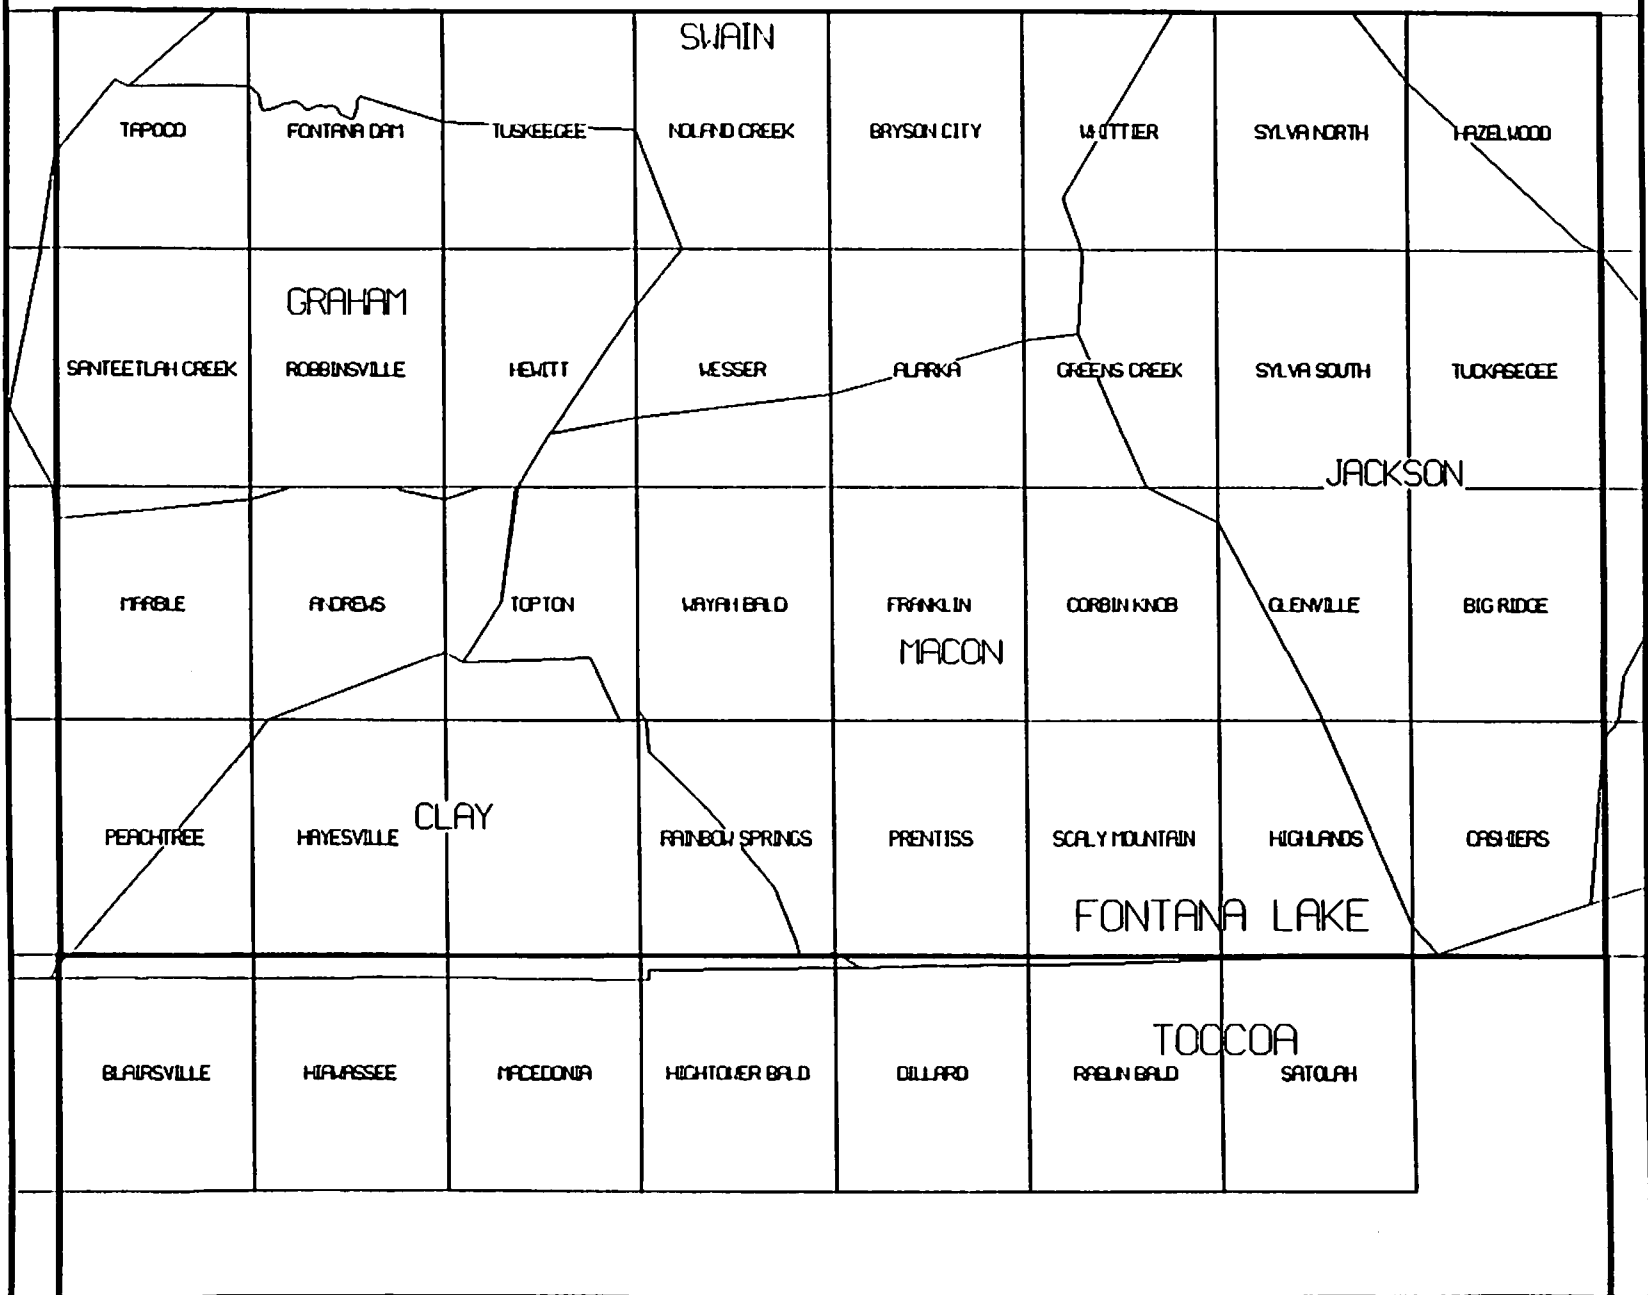 SWAIN
TAPOCO
FONTANA DAM
TUSKEEGEE
NOLAND CREEK
BRYSON CITY
WHITTIER
SYLVA NORTH
HAZELWOOD
GRAHAM
SANTEETLAH CREEK
ROBBINSVILLE
HEWITT
WESSER
ALARKA
GREENS CREEK
SYLVA SOUTH
TUCKASEGEE
JACKSON
MARBLE
ANDREWS
TOPTON
WAYAH BALD
FRANKLIN
CORBIN KNOB
GLENVILLE
BIG RIDGE
MACON
CLAY
PEACHTREE
HAYESVILLE
RAINBOW SPRINGS
PRENTISS
SCALY MOUNTAIN
HIGHLANDS
CASHIERS
FONTANA LAKE
TOCCOA
BLAIRSVILLE
HIAWASSEE
MACEDONIA
HIGHTOWER BALD
DILLARD
RABUN BALD
SATOLAH